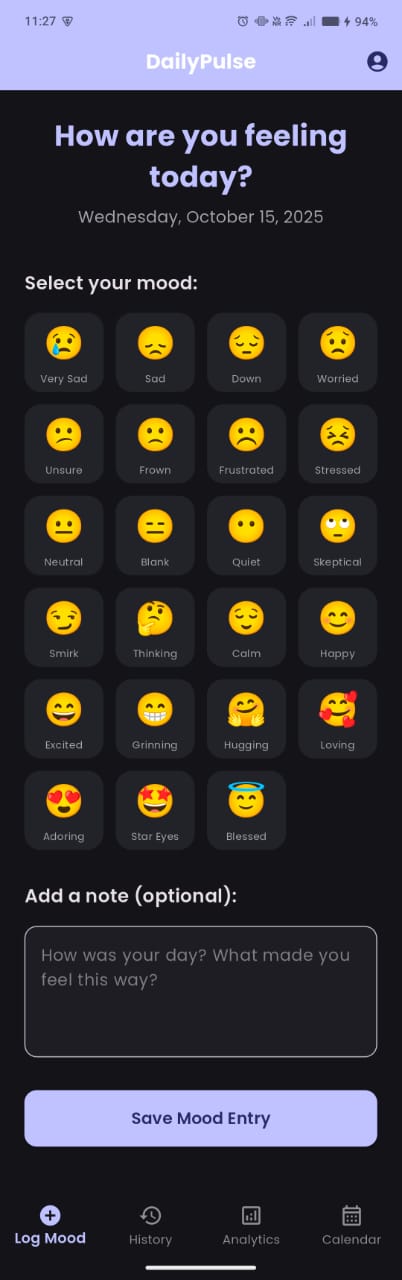 11:27
94%
DailyPulse
How are you feeling
today?
Wednesday, October 15, 2025
Select your mood:
Very Sad Sad Down Worried
Unsure Frown Frustrated Stressed
Neutral Blank Quiet Skeptical
Smirk Thinking Calm Happy
Excited Grinning Hugging Loving
Adoring Star Eyes Blessed
Add a note (optional):
How was your day? What made you
feel this way?
Save Mood Entry
Log Mood History Analytics Calendar